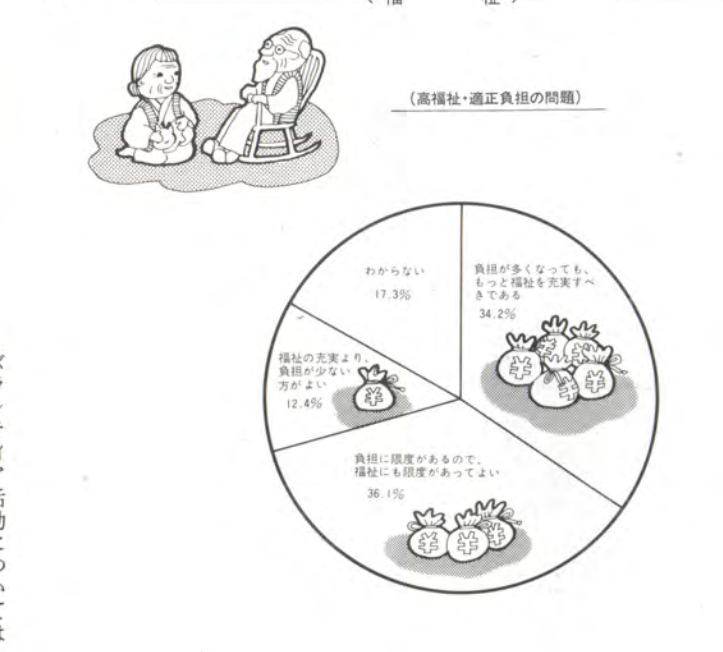 （福　　祉）
（高福祉・適正負担の問題）
わからない
17.3％
負担が多くなっても、
もっと福祉を充実すべ
きである
34.2％
福祉の充実より、
負担が少ない
方がよい
12.4％
負担に限度があるので、
福祉にも限度があってよい
36.1％
¥
¥
¥
¥
¥
¥
¥
¥